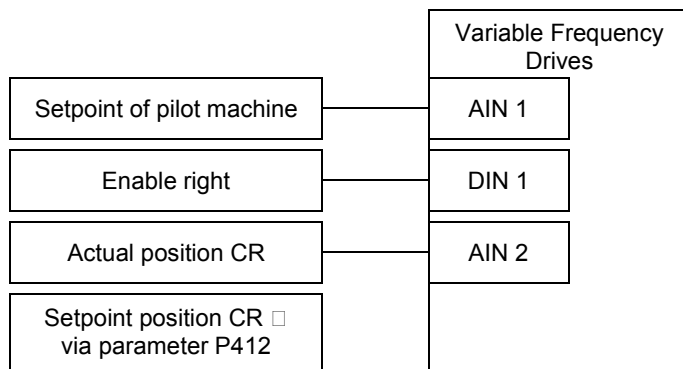 Variable Frequency
Drives
Setpoint of pilot machine
AIN 1
Enable right
DIN 1
Actual position CR
AIN 2
Setpoint position CR □
via parameter P412